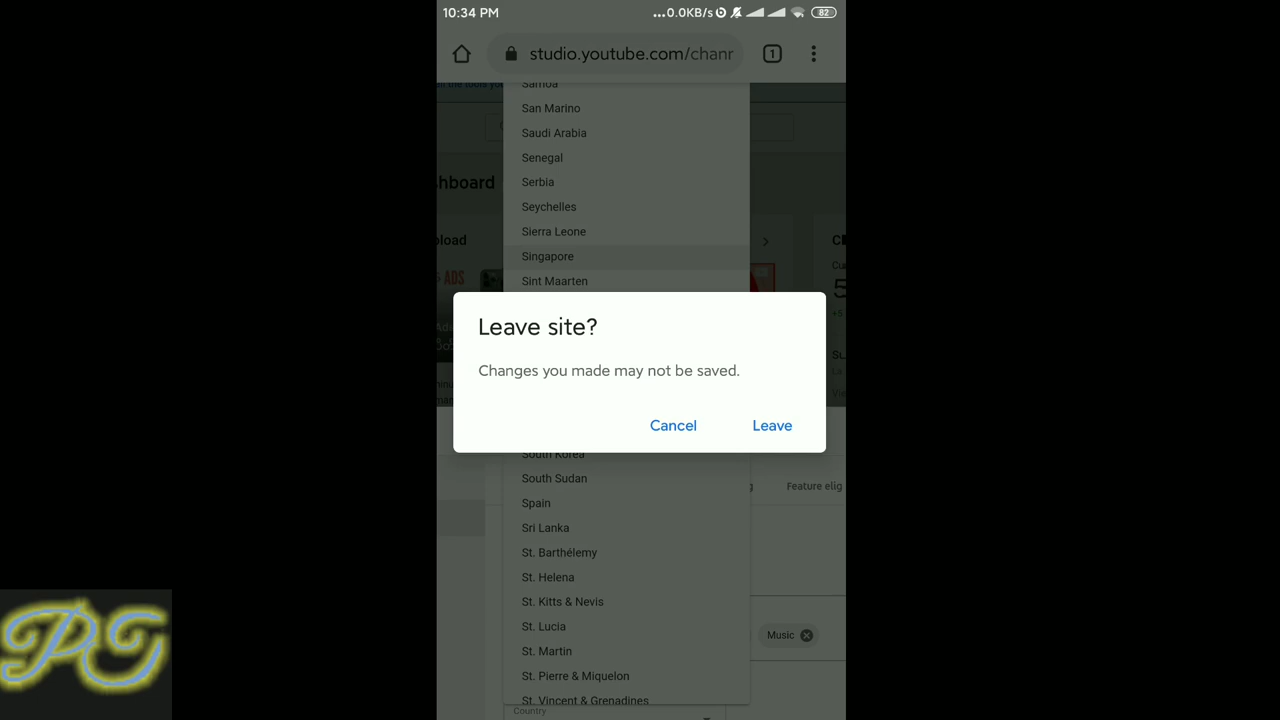 10:34 PM
...0.0KB/s
82
studio.youtube.com/chanr
1
Samoa
San Marino
Saudi Arabia
Senegal
Serbia
Seychelles
Sierra Leone
Singapore
Sint Maarten
hboard
load
ADS
Leave site?
Changes you made may not be saved.
Cancel
Leave
South Korea
South Sudan
Spain
Sri Lanka
St. Barthélemy
St. Helena
St. Kitts & Nevis
St. Lucia
St. Martin
St. Pierre & Miquelon
St. Vincent & Grenadines
Country
Feature elig
Music
PG